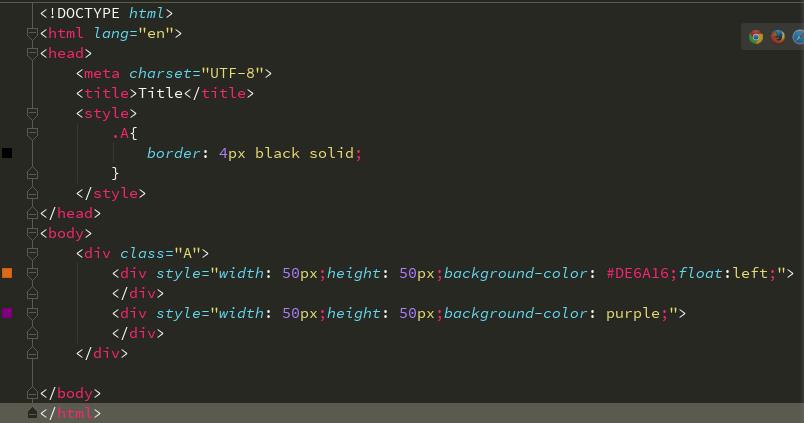 <!DOCTYPE html>
<html lang="en">
<head>
    <meta charset="UTF-8">
    <title>Title</title>
    <style>
        .A{
            border: 4px black solid;
        }
    </style>
</head>
<body>
    <div class="A">
        <div style="width: 50px;height: 50px;background-color: #DE6A16;float:left;">
        </div>
        <div style="width: 50px;height: 50px;background-color: purple;">
        </div>
    </div>

</body>
</html>